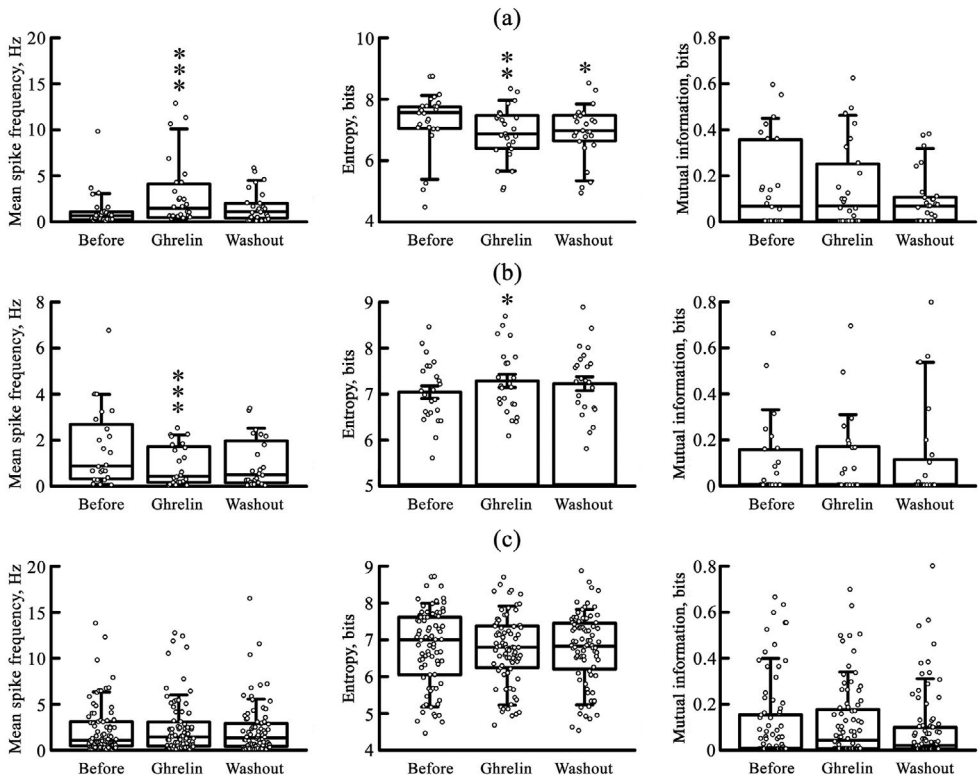 (a)
Mean spike frequency, Hz
20
15
10
5
0
***
Before Ghrelin Washout
Entropy, bits
10
8
6
4
**
*
Before Ghrelin Washout
Mutual information, bits
0.8
0.6
0.4
0.2
0
Before Ghrelin Washout
(b)
Mean spike frequency, Hz
8
6
4
2
0
***
Before Ghrelin Washout
Entropy, bits
9
8
7
6
5
*
Before Ghrelin Washout
Mutual information, bits
0.8
0.6
0.4
0.2
0
Before Ghrelin Washout
(c)
Mean spike frequency, Hz
20
15
10
5
0
Before Ghrelin Washout
Entropy, bits
9
8
7
6
5
4
Before Ghrelin Washout
Mutual information, bits
0.8
0.6
0.4
0.2
0
Before Ghrelin Washout